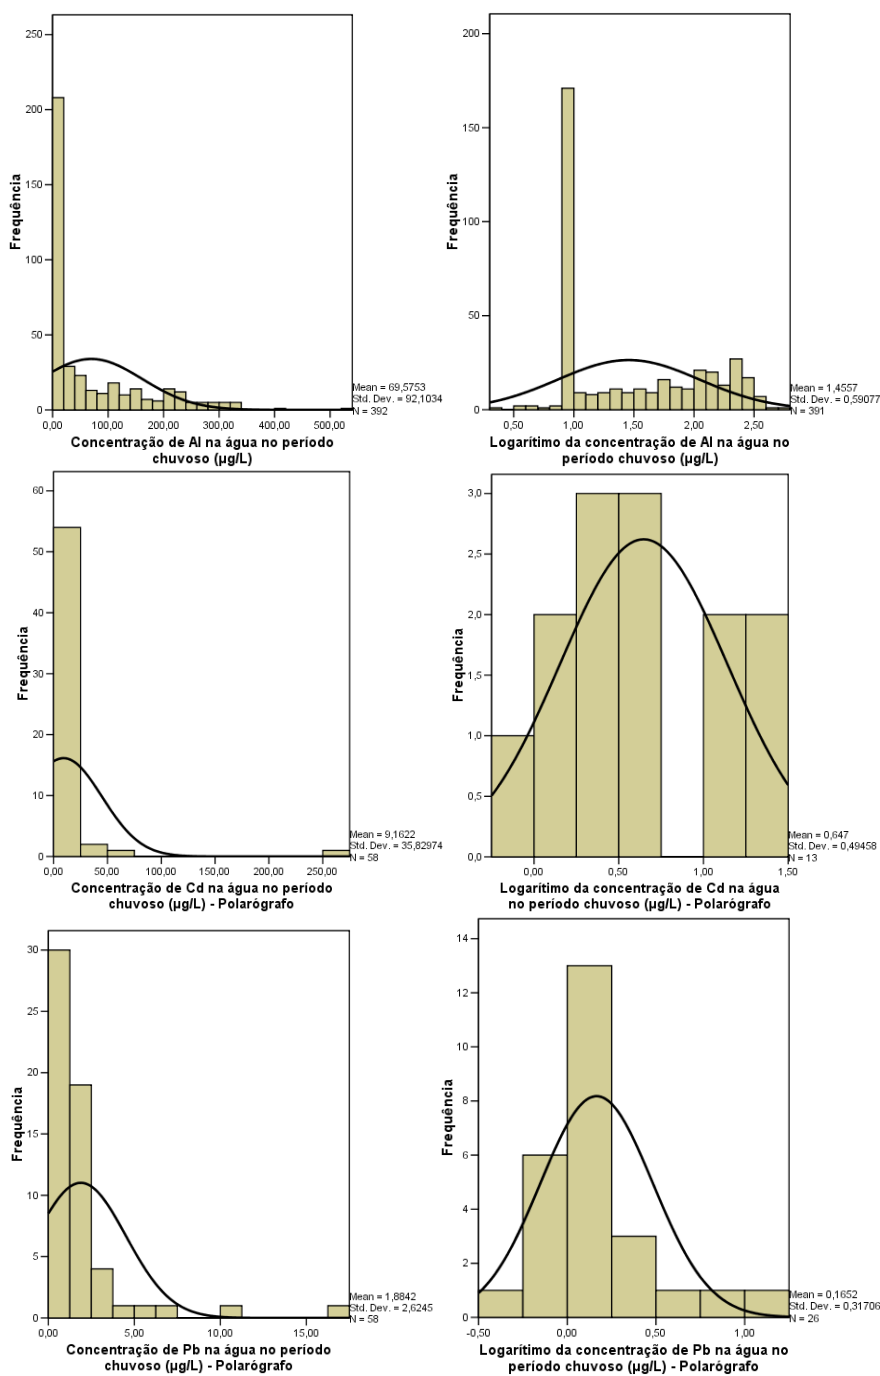 250
200
150
100
50
0
Frequência
0,00
100,00
200,00
300,00
400,00
500,00
Mean = 69,5753
Std. Dev. = 92,1034
N = 392
Concentração de Al na água no período
chuvoso (µg/L)
200
150
100
50
0
Frequência
0,50
1,00
1,50
2,00
2,50
Mean = 1,4557
Std. Dev. = 0,59077
N = 391
Logarítimo da concentração de Al na água no
período chuvoso (µg/L)
60
50
40
30
20
10
0
Frequência
0,00
50,00
100,00
150,00
200,00
250,00
Mean = 9,1622
Std. Dev. = 35,82974
N = 58
Concentração de Cd na água no período
chuvoso (µg/L) - Polarógrafo
3,0
2,5
2,0
1,5
1,0
0,5
0,0
Frequência
0,00
0,50
1,00
1,50
Mean = 0,647
Std. Dev. = 0,49458
N = 13
Logarítimo da concentração de Cd na água
no período chuvoso (µg/L) - Polarógrafo
30
25
20
15
10
5
0
Frequência
0,00
5,00
10,00
15,00
Mean = 1,8842
Std. Dev. = 2,6245
N = 58
Concentração de Pb na água no período
chuvoso (µg/L) - Polarógrafo
14
12
10
8
6
4
2
0
Frequência
-0,50
0,00
0,50
1,00
Mean = 0,1652
Std. Dev. = 0,31706
N = 26
Logarítimo da concentração de Pb na água no
período chuvoso (µg/L) - Polarógrafo